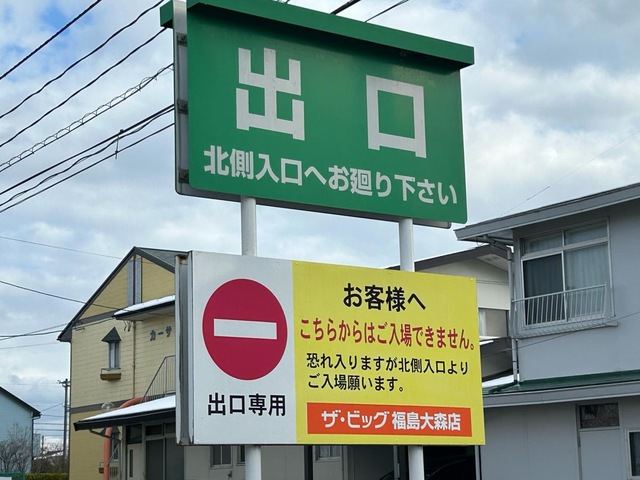 出口
北側入口へお廻り下さい
お客様へ
こちらからはご入場できません。
恐れ入りますが北側入口より
ご入場願います。
出口専用
ザ・ビッグ 福島大森店
カーサ